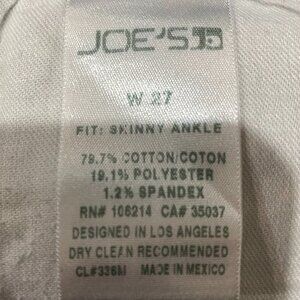 JOE'S
W 27
FIT: SKINNY ANKLE
79.7% COTTON/COTON
19.1% POLYESTER
1.2% SPANDEX
RN# 106214 CA# 35037
DESIGNED IN LOS ANGELES
DRY CLEAN RECOMMENDED
CL#336M MADE IN MEXICO